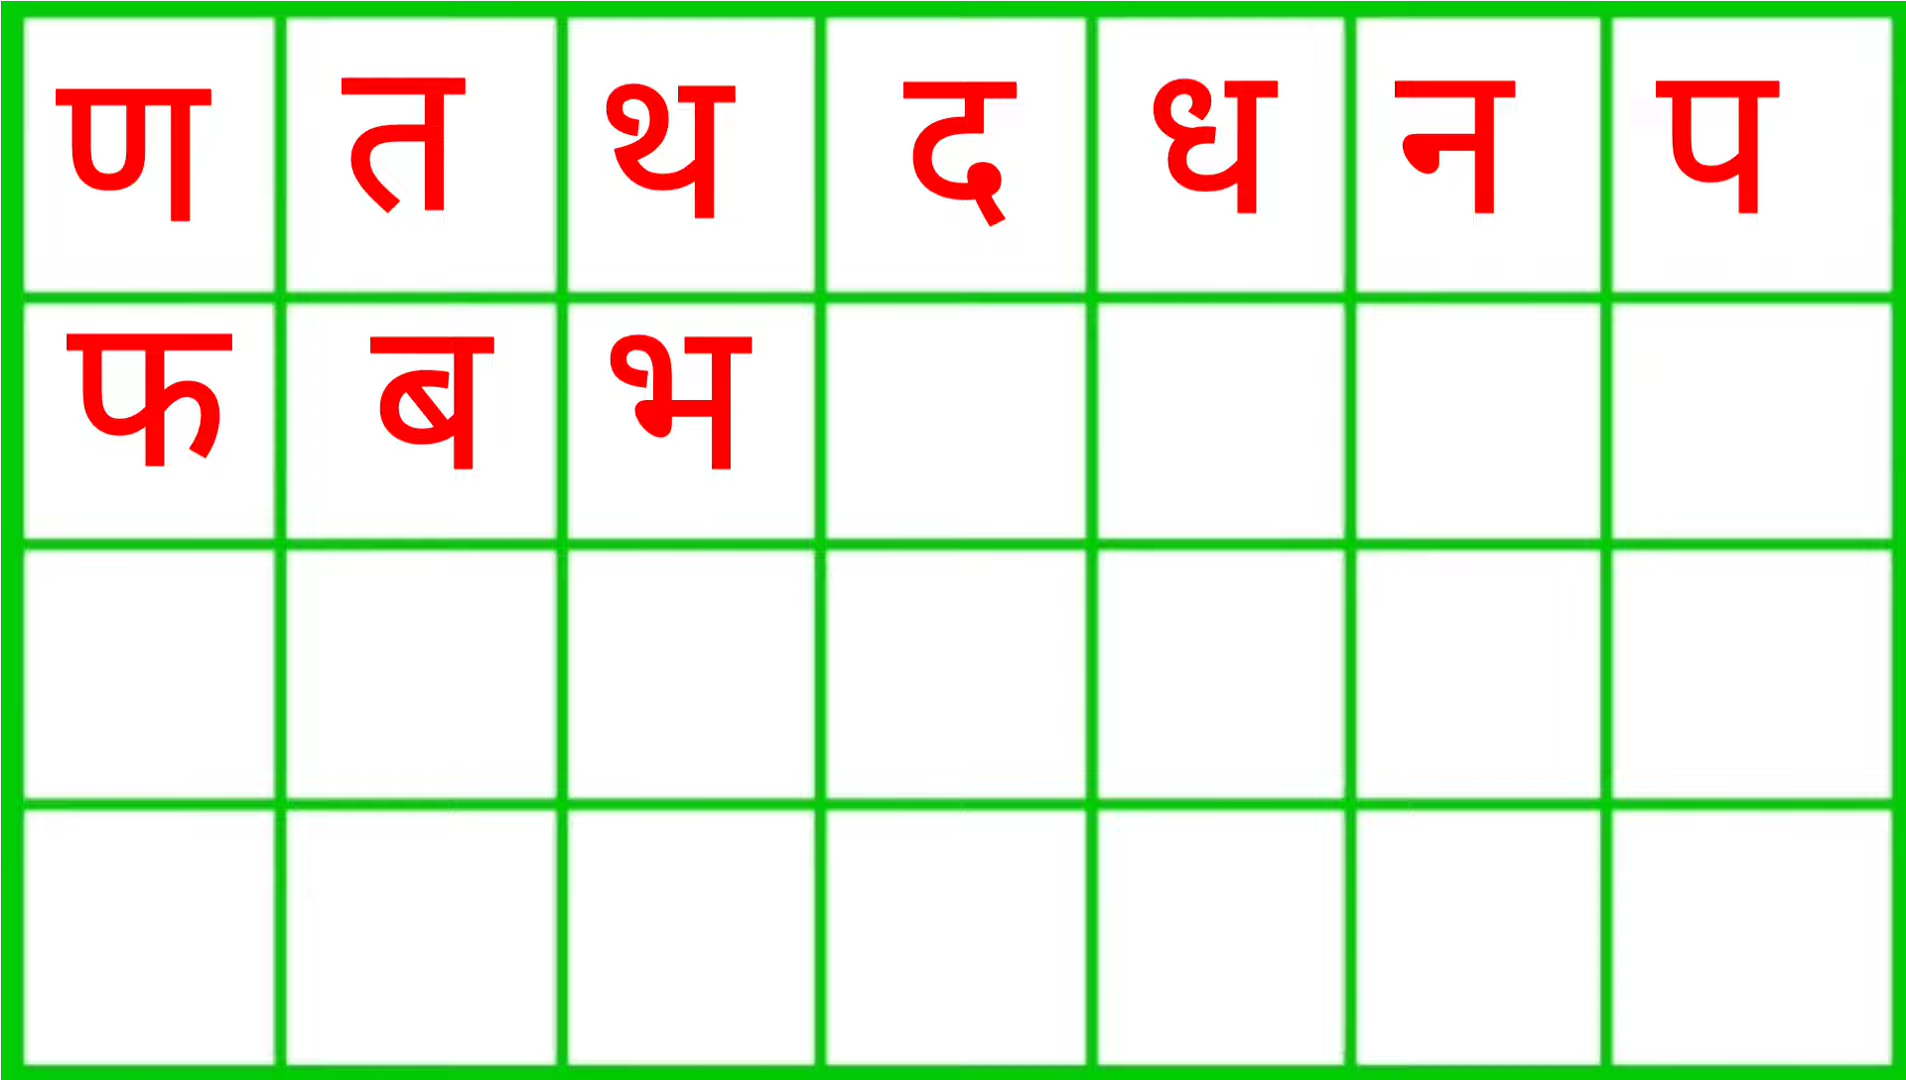 ण त थ द ध न प
फ ब भ